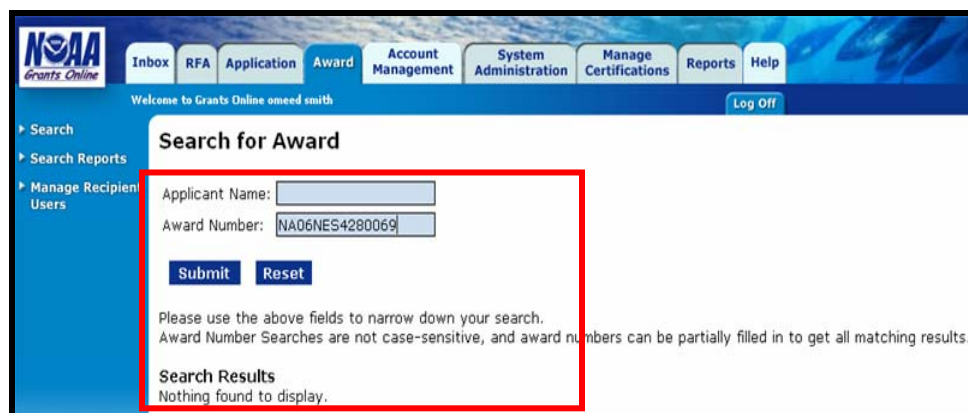 NOAA
Grants Online
Inbox RFA Application Award Account Management System Administration Manage Certifications Reports Help
Welcome to Grants Online omeed smith
Log Off
Search
Search Reports
Manage Recipient
Users
Search for Award
Applicant Name:
Award Number: NA06NES4280069
Submit Reset
Please use the above fields to narrow down your search.
Award Number Searches are not case-sensitive, and award numbers can be partially filled in to get all matching results.
Search Results
Nothing found to display.